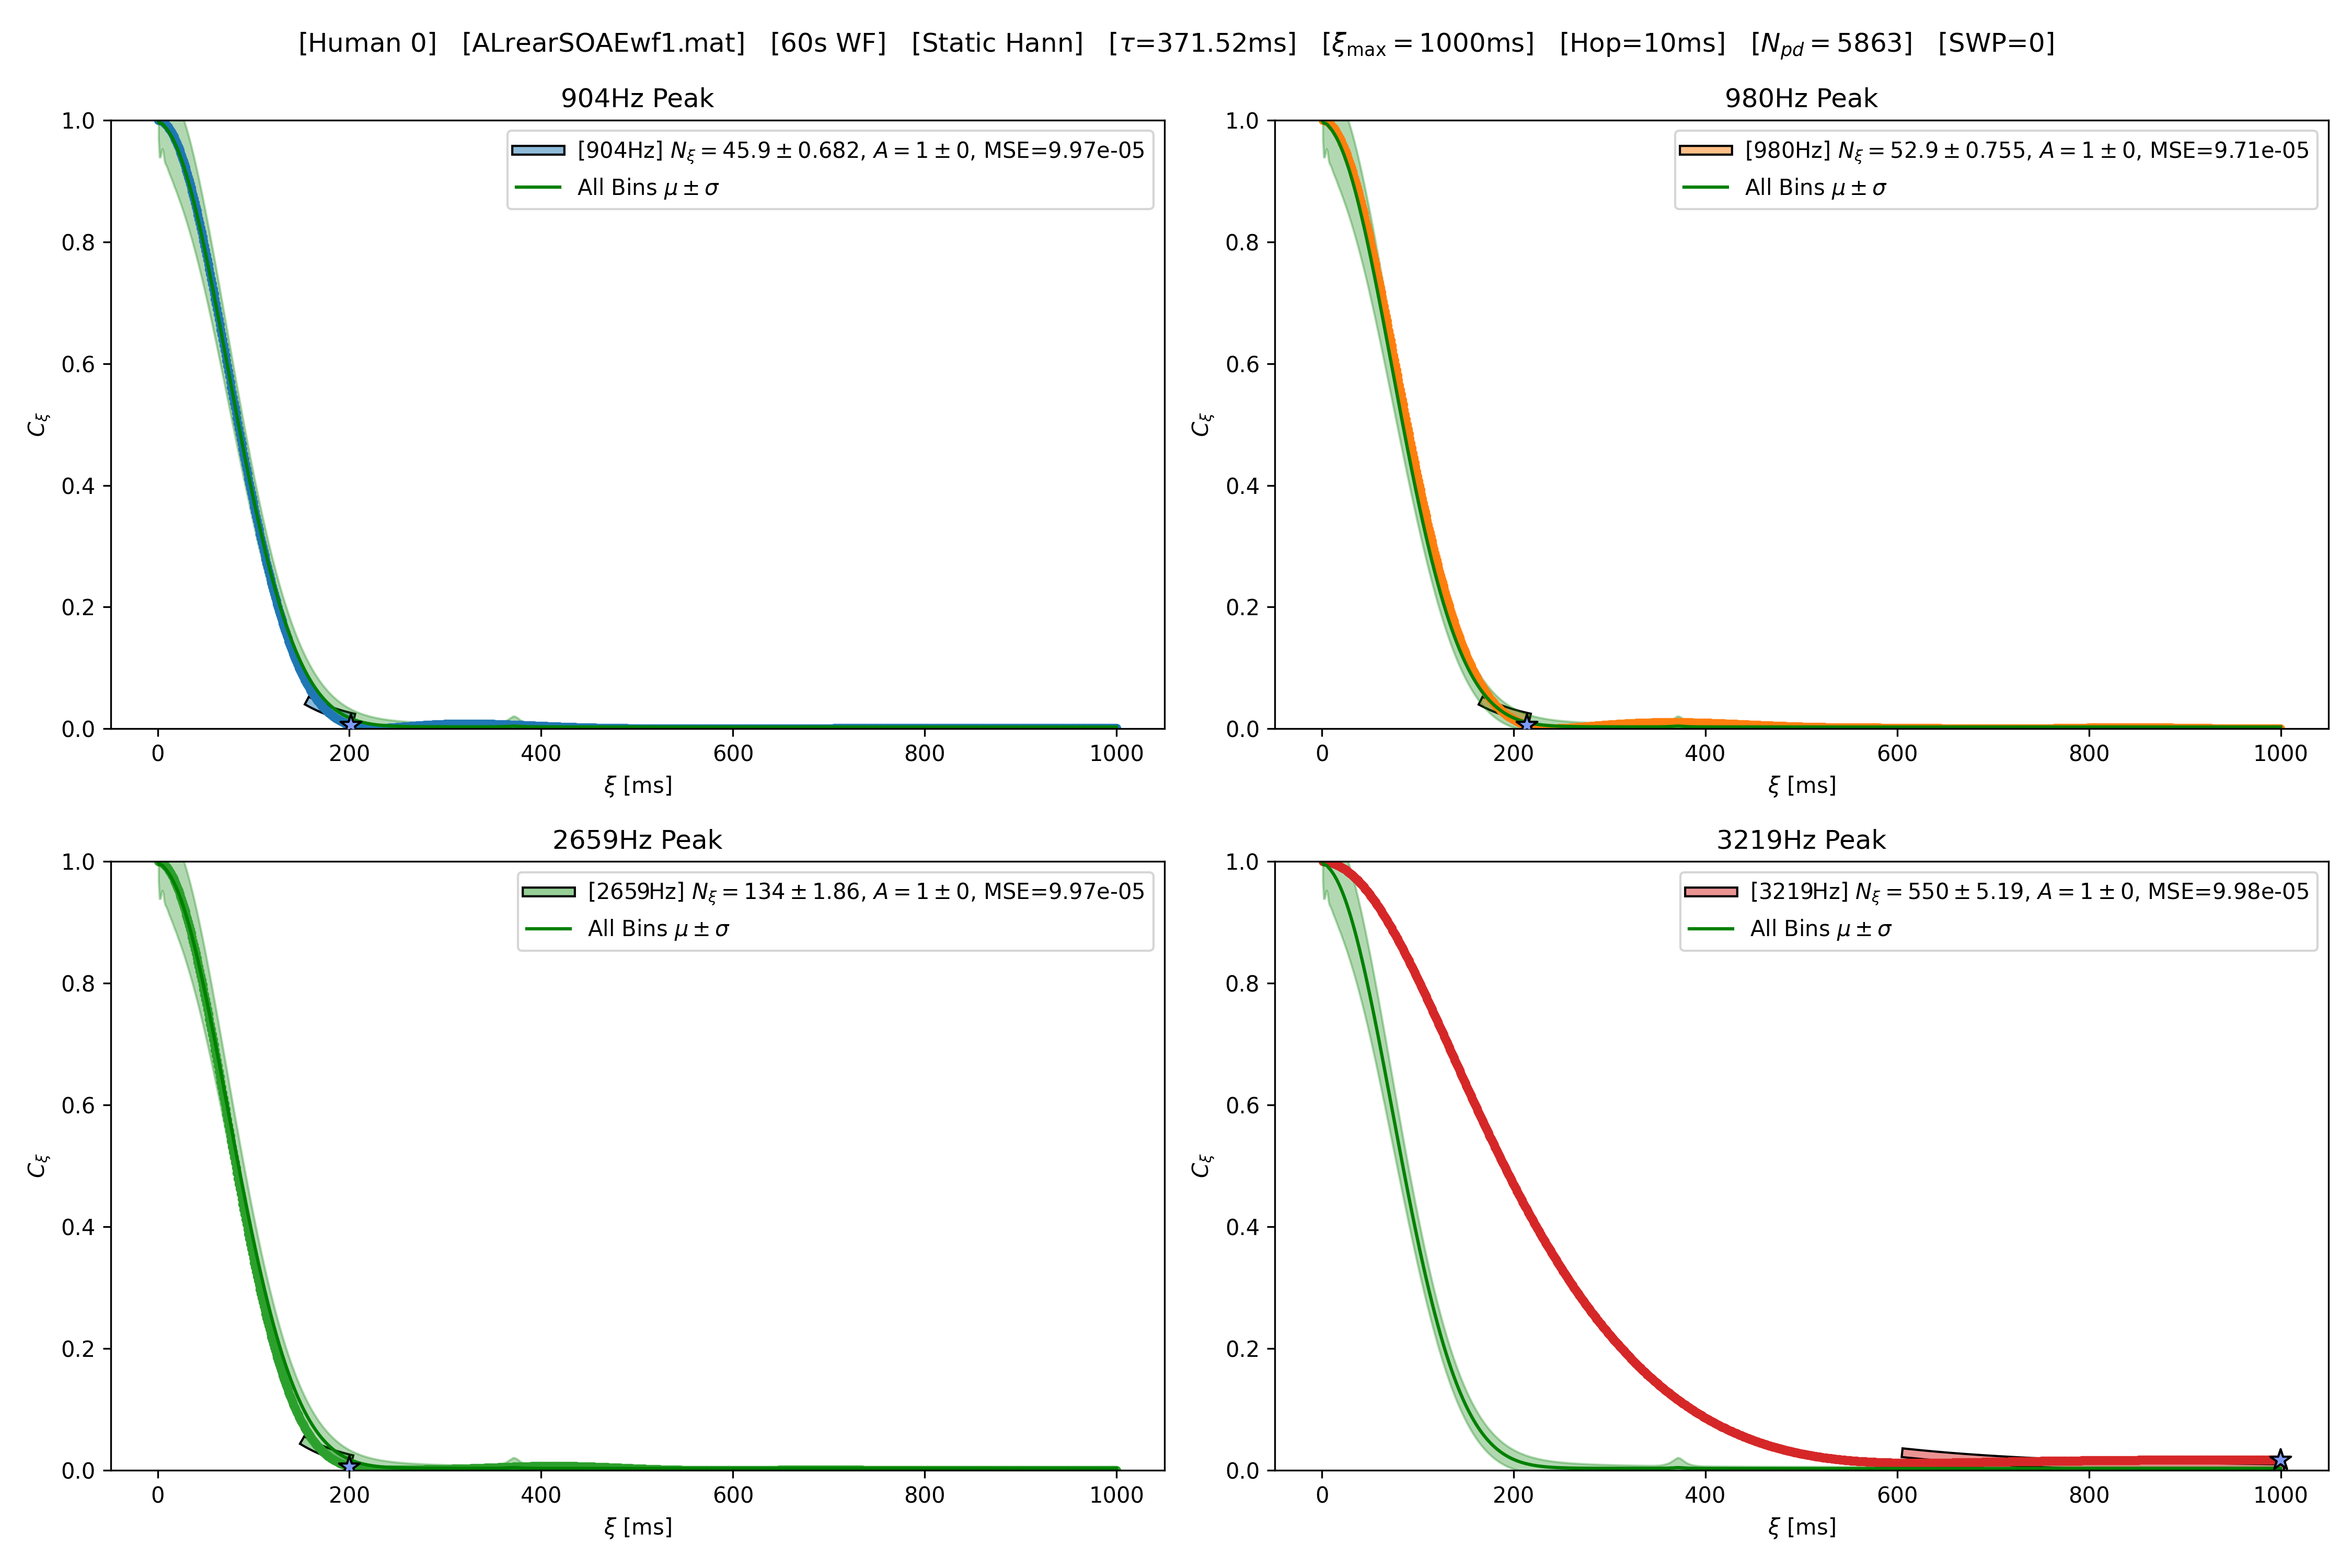 [Human 0] [ALrearSOAEwf1.mat] [60s WF] [Static Hann] [τ=371.52ms] [ξmax = 1000ms] [Hop=10ms] [Npd = 5863] [SWP=0]
904Hz Peak
[904Hz] Nξ = 45.9 ± 0.682, A = 1 ± 0, MSE=9.97e-05
All Bins μ ± σ
1.0
0.8
0.6
0.4
0.2
0.0
Cξ
0 200 400 600 800 1000
ξ [ms]
980Hz Peak
[980Hz] Nξ = 52.9 ± 0.755, A = 1 ± 0, MSE=9.71e-05
All Bins μ ± σ
1.0
0.8
0.6
0.4
0.2
0.0
Cξ
0 200 400 600 800 1000
ξ [ms]
2659Hz Peak
[2659Hz] Nξ = 134 ± 1.86, A = 1 ± 0, MSE=9.97e-05
All Bins μ ± σ
1.0
0.8
0.6
0.4
0.2
0.0
Cξ
0 200 400 600 800 1000
ξ [ms]
3219Hz Peak
[3219Hz] Nξ = 550 ± 5.19, A = 1 ± 0, MSE=9.98e-05
All Bins μ ± σ
1.0
0.8
0.6
0.4
0.2
0.0
Cξ
0 200 400 600 800 1000
ξ [ms]